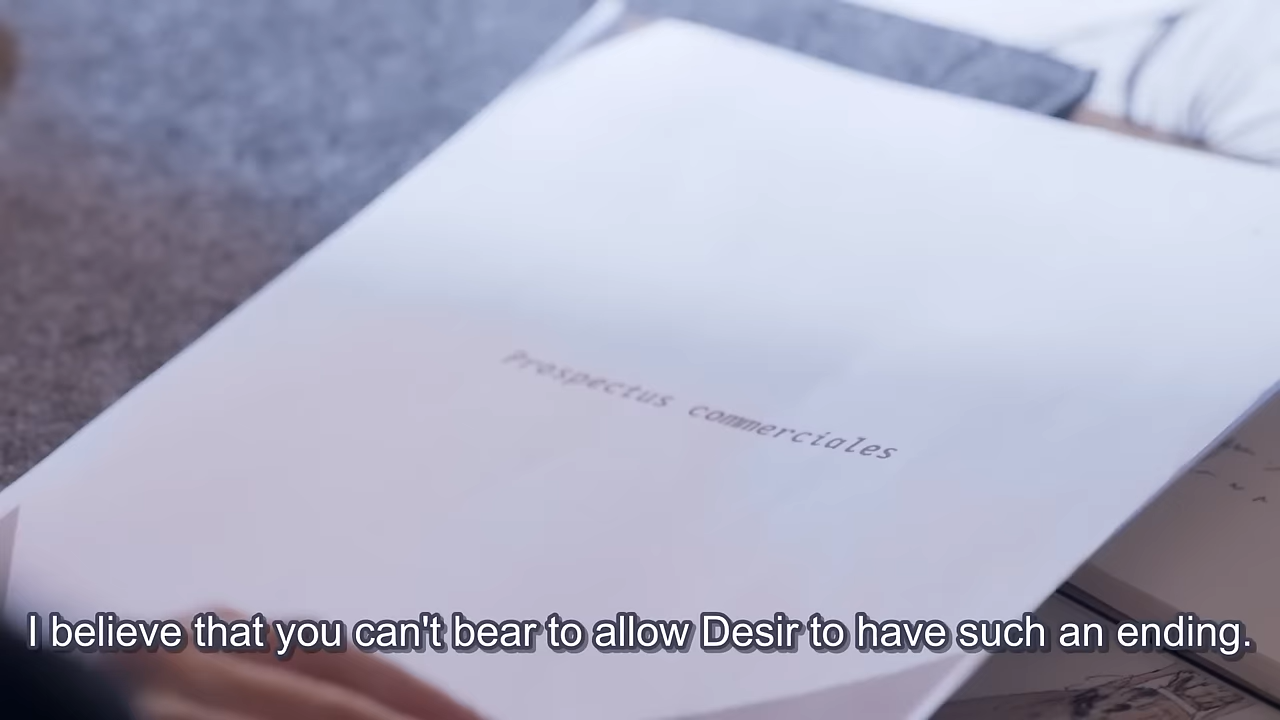 Prospectus commerciales
I believe that you can't bear to allow Desir to have such an ending.